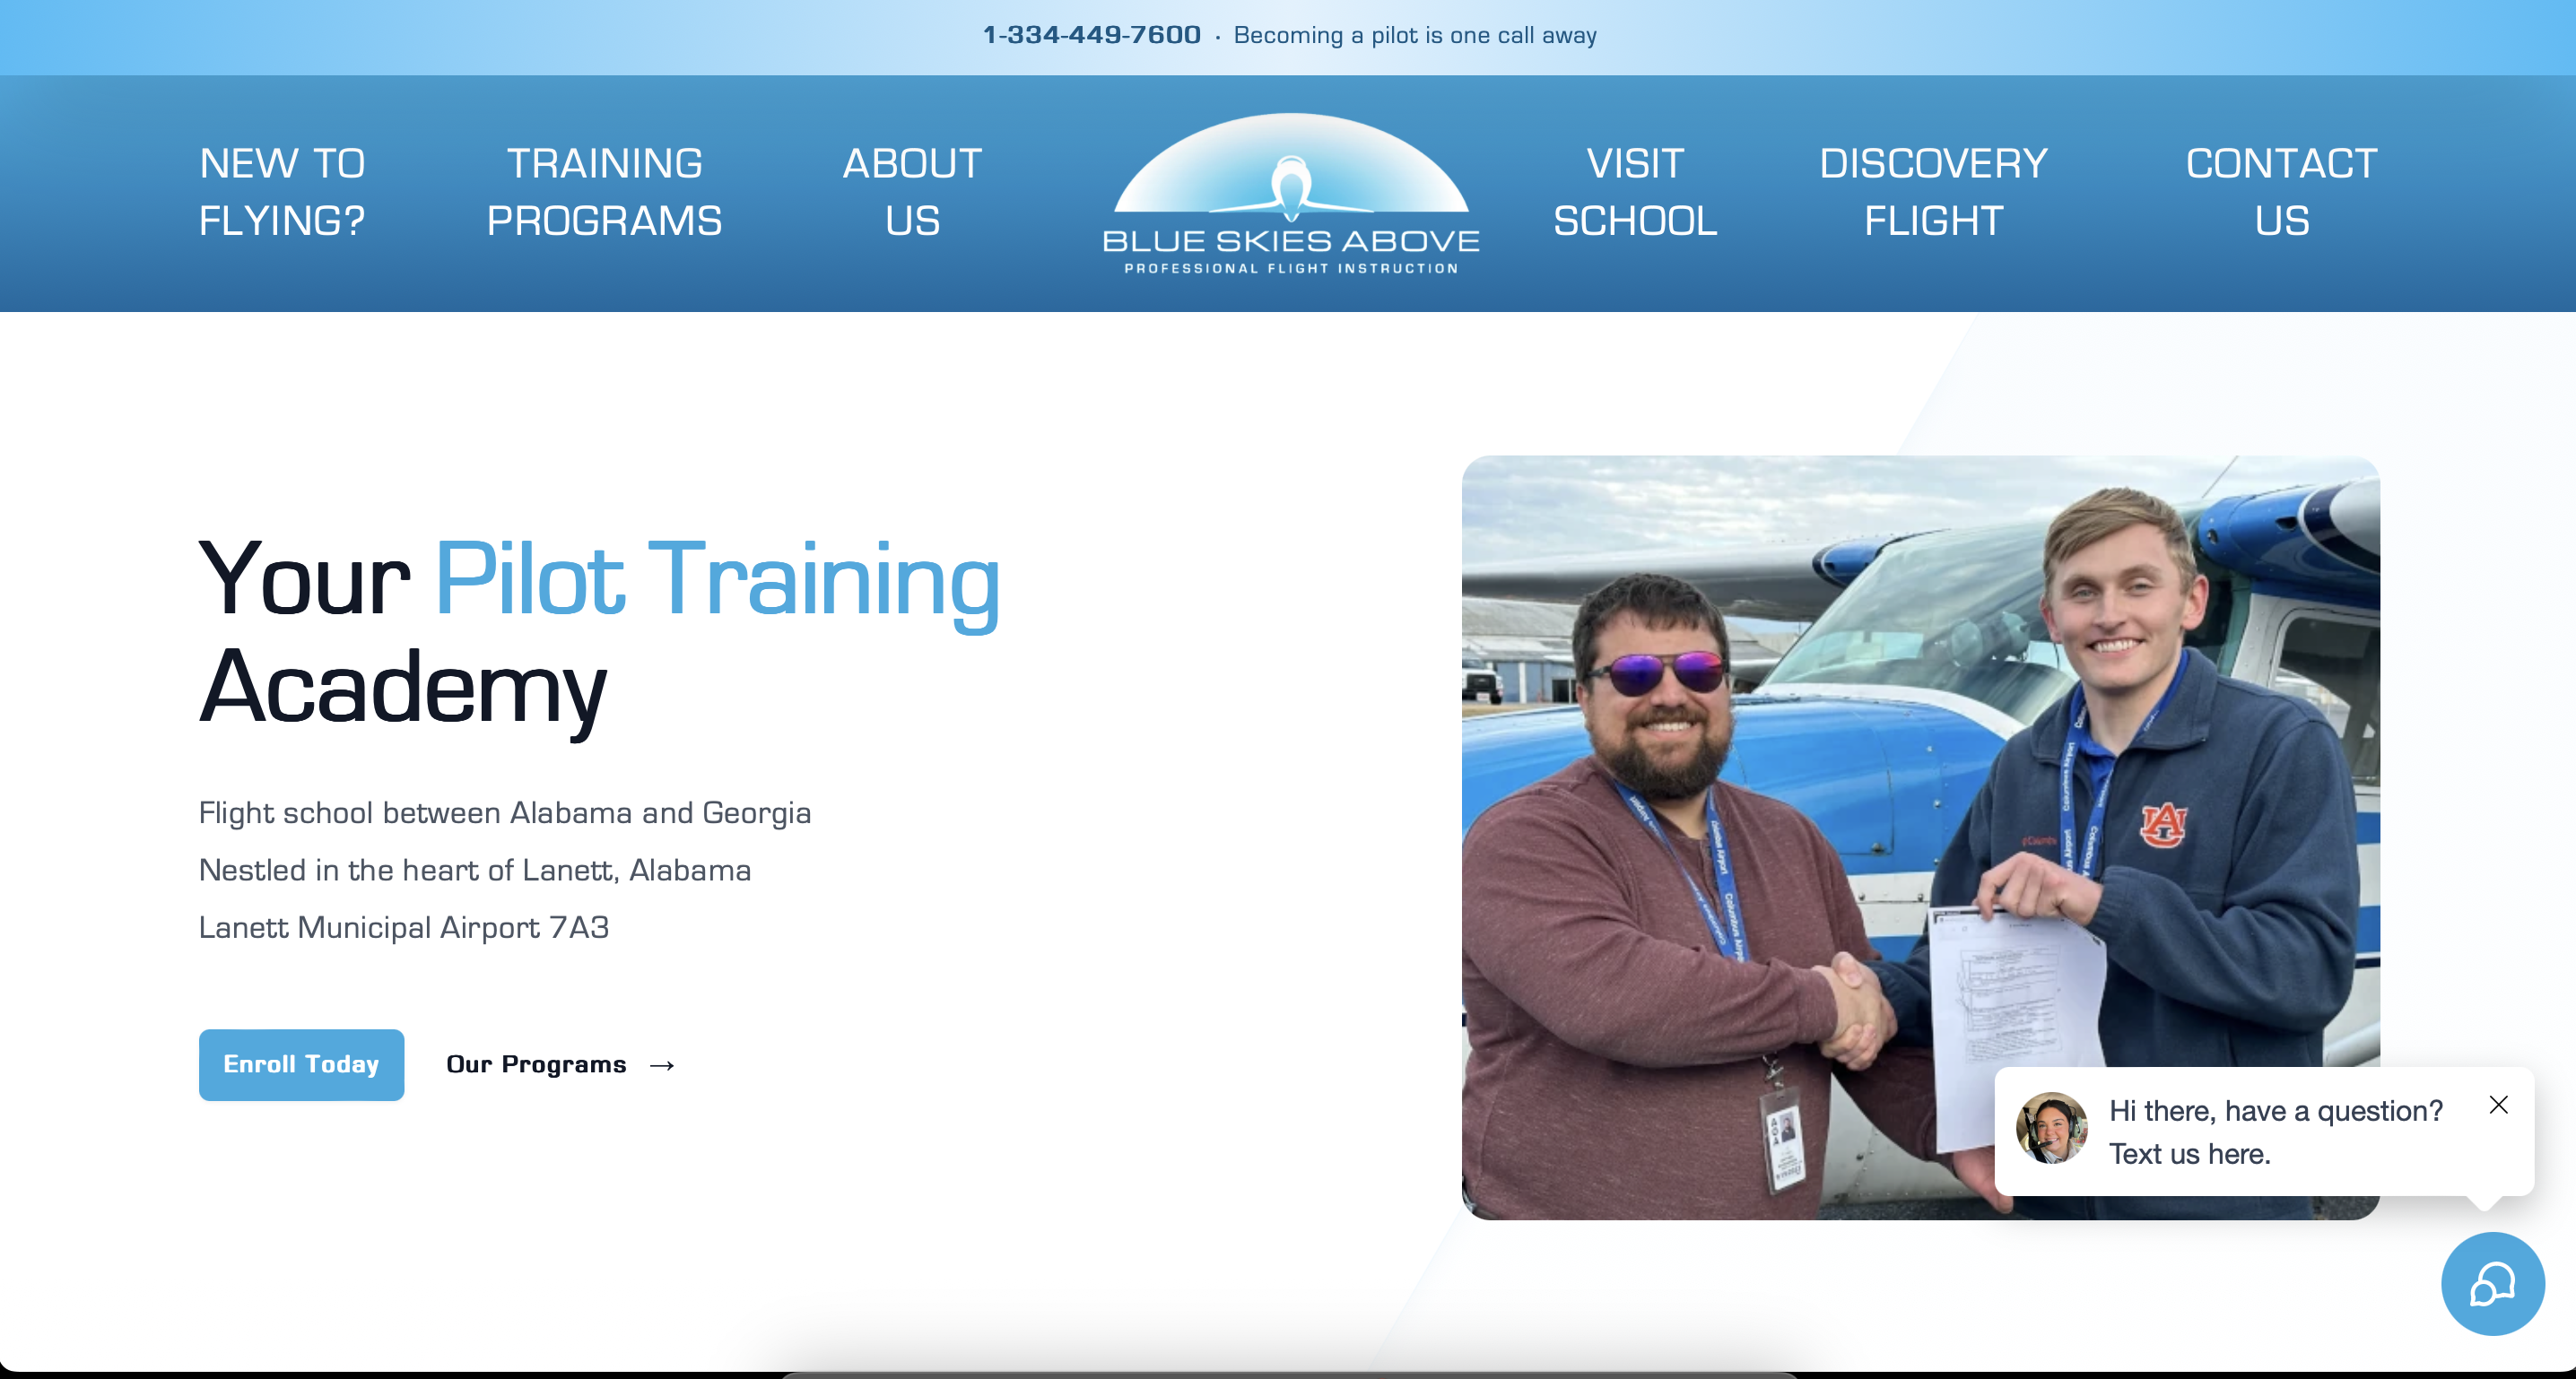 1-334-449-7600 · Becoming a pilot is one call away
NEW TO
FLYING?
TRAINING
PROGRAMS
ABOUT
US
BLUE SKIES ABOVE
PROFESSIONAL FLIGHT INSTRUCTION
VISIT
SCHOOL
DISCOVERY
FLIGHT
CONTACT
US
Your Pilot Training
Academy
Flight school between Alabama and Georgia
Nestled in the heart of Lanett, Alabama
Lanett Municipal Airport 7A3
Enroll Today
Our Programs →
Columbus Airport
AU
Hi there, have a question?
Text us here.